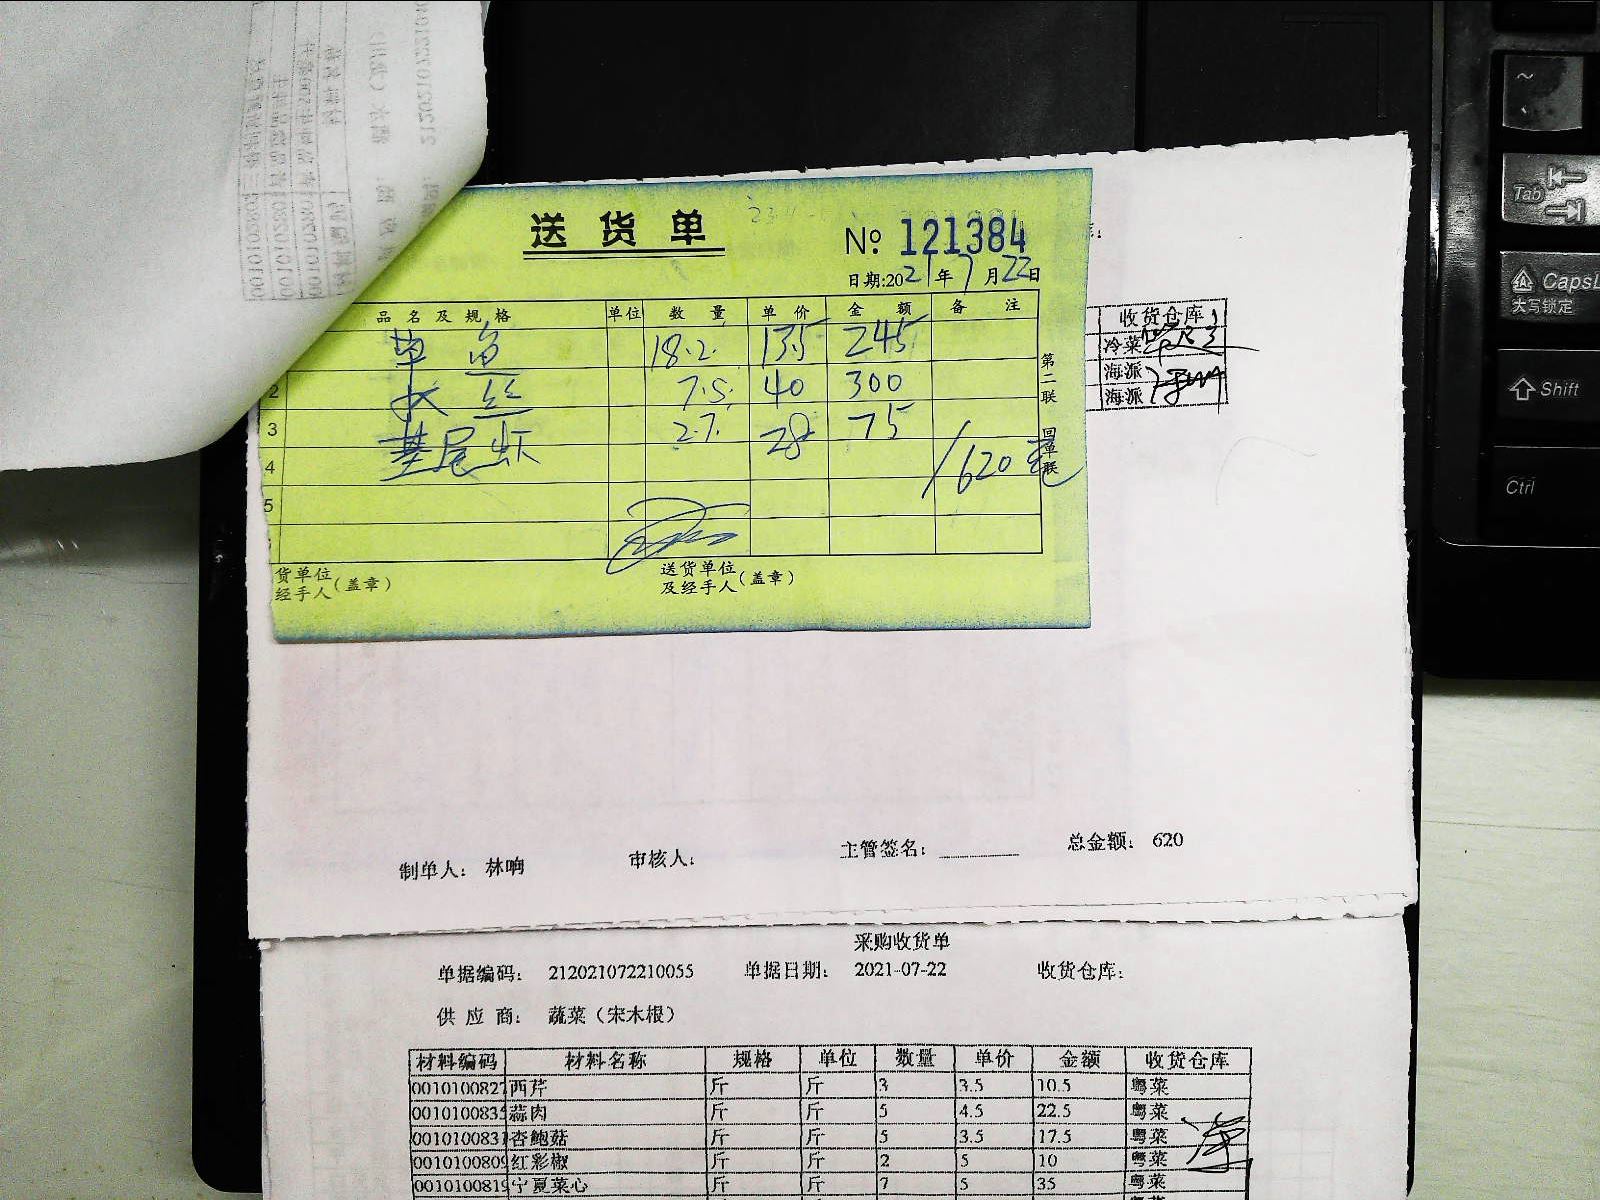 送货单
№ 121384
日期:2021年7月22日
品名及规格 单位 数量 单价 金额 备注
草鱼 18.2. 13.5 245
2 长丝 7.5. 40 300
3 基尾虾 2.7. 28 75
4 620
5
第二联 回单联
货单位
经手人(盖章)
送货单位
及经手人(盖章)
收货仓库
冷菜
海派
海派
制单人: 林响
审核人:
主管签名:
总金额: 620
采购收货单
单据编码: 212021072210055 单据日期: 2021-07-22 收货仓库:
供应商: 蔬菜(宋木根)
材料编码 材料名称 规格 单位 数量 单价 金额 收货仓库
0010100827 西芹 斤 斤 3 3.5 10.5 粤菜
001010083 蒜肉 斤 斤 5 4.5 22.5 粤菜
001010083 杏鲍菇 斤 斤 5 3.5 17.5 粤菜
001010080 红彩椒 斤 斤 2 5 10 粤菜
001010081 宁夏菜心 斤 斤 7 5 35 粤菜
~
Tab
CapsL
大写锁定
Shift
Ctrl